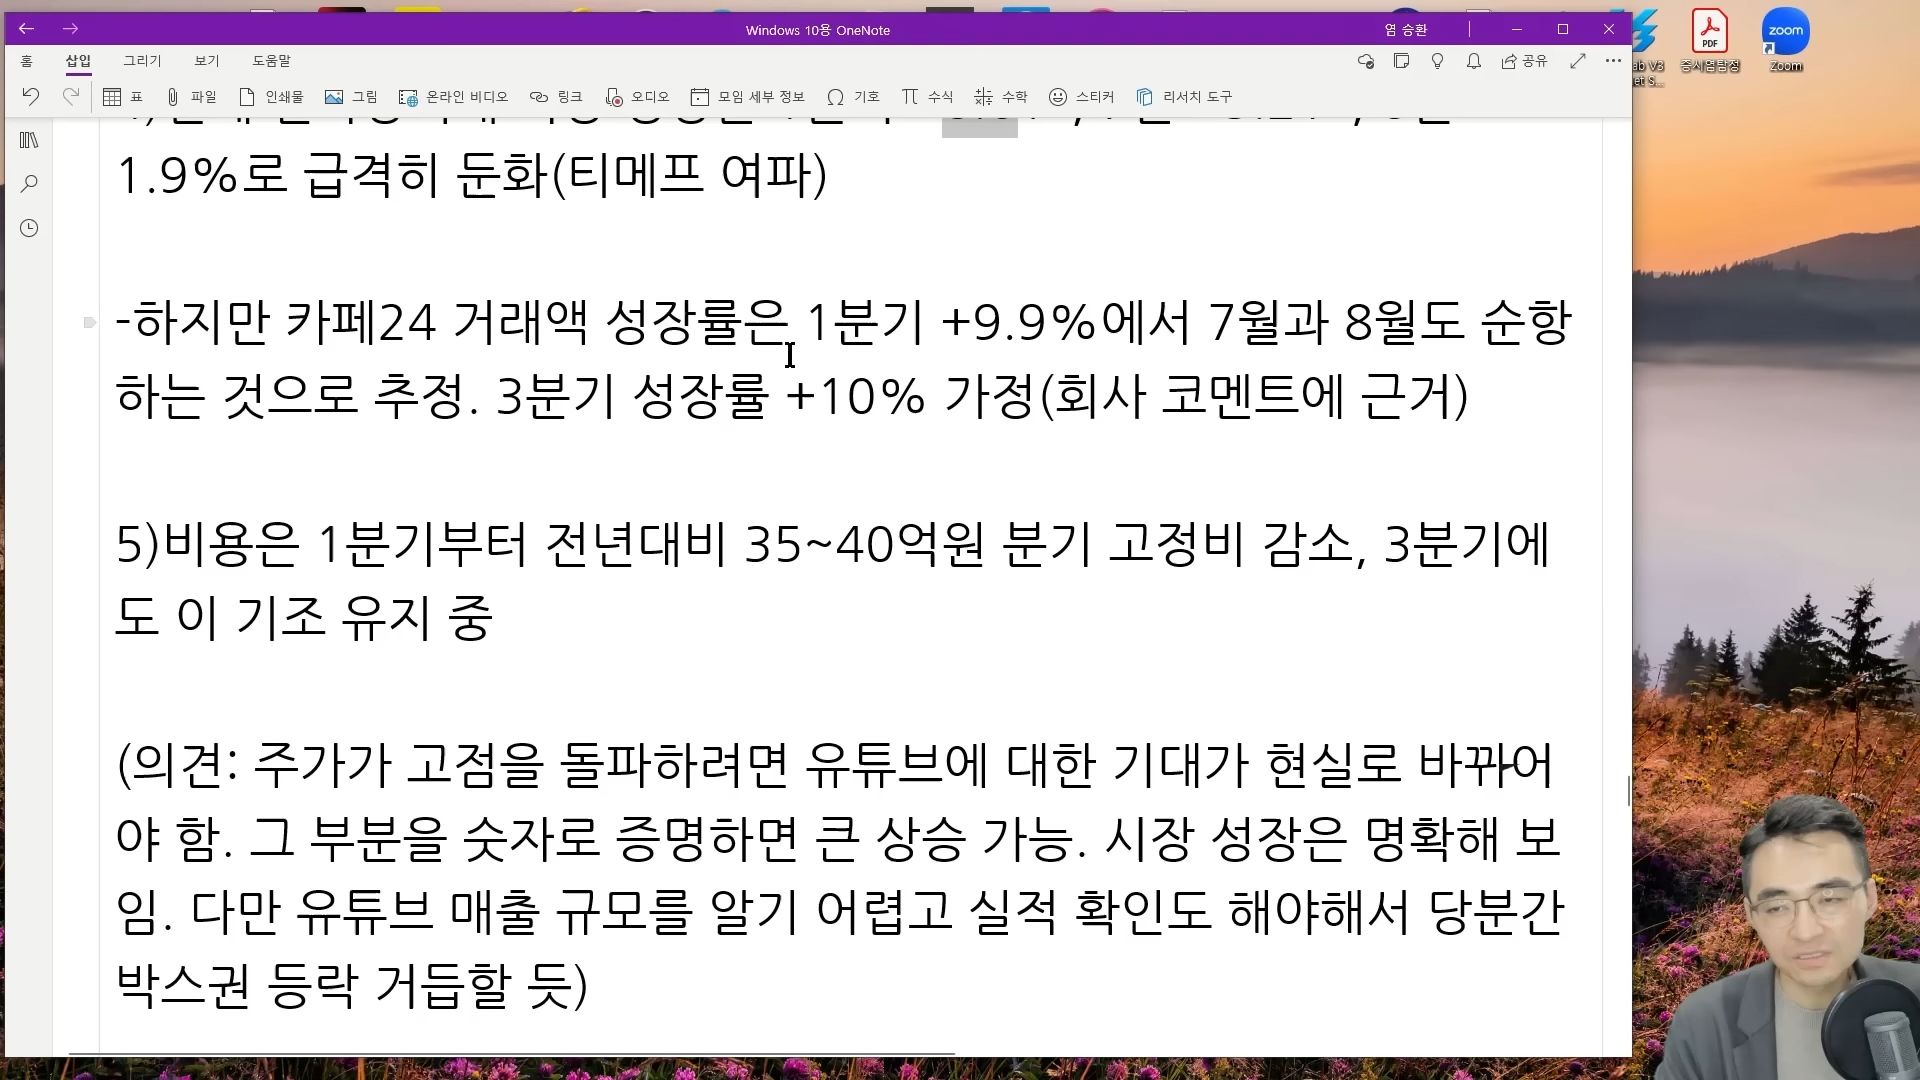 Windows 10용 OneNote
염 승환
홈 삽입 그리기 보기 도움말
공유
표 파일 인쇄물 그림 온라인 비디오 링크 오디오 모임 세부 정보 기호 수식 수학 스티커 리서치 도구
PDF
zoom
Zoom
1.9%로 급격히 둔화(티메프 여파)
-하지만 카페24 거래액 성장률은 1분기 +9.9%에서 7월과 8월도 순항
하는 것으로 추정. 3분기 성장률 +10% 가정(회사 코멘트에 근거)
5)비용은 1분기부터 전년대비 35~40억원 분기 고정비 감소, 3분기에
도 이 기조 유지 중
(의견: 주가가 고점을 돌파하려면 유튜브에 대한 기대가 현실로 바뀌어
야 함. 그 부분을 숫자로 증명하면 큰 상승 가능. 시장 성장은 명확해 보
임. 다만 유튜브 매출 규모를 알기 어렵고 실적 확인도 해야해서 당분간
박스권 등락 거듭할 듯)